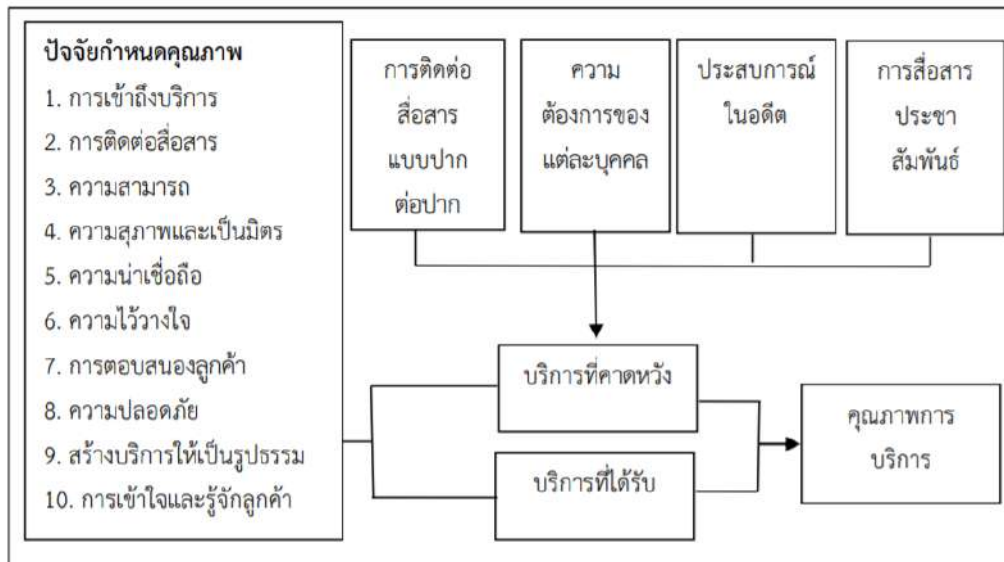 ปัจจัยกำหนดคุณภาพ
1. การเข้าถึงบริการ
2. การติดต่อสื่อสาร
3. ความสามารถ
4. ความสุภาพและเป็นมิตร
5. ความน่าเชื่อถือ
6. ความไว้วางใจ
7. การตอบสนองลูกค้า
8. ความปลอดภัย
9. สร้างบริการให้เป็นรูปธรรม
10. การเข้าใจและรู้จักลูกค้า
การติดต่อ
สื่อสาร
แบบปาก
ต่อปาก
ความ
ต้องการของ
แต่ละบุคคล
ประสบการณ์
ในอดีต
การสื่อสาร
ประชา
สัมพันธ์
บริการที่คาดหวัง
บริการที่ได้รับ
คุณภาพการ
บริการ